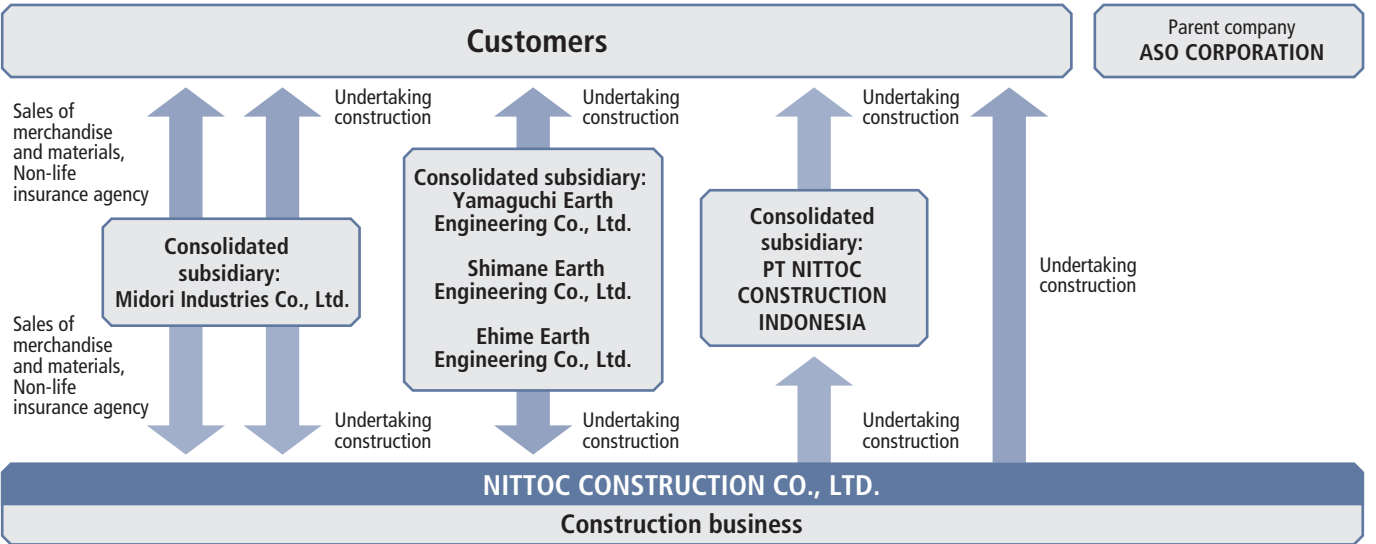 Customers
Parent company
ASO CORPORATION
Sales of
merchandise
and materials,
Non-life
insurance agency
Undertaking
construction
Undertaking
construction
Undertaking
construction
Consolidated
subsidiary:
Midori Industries Co., Ltd.
Consolidated subsidiary:
Yamaguchi Earth
Engineering Co., Ltd.
Shimane Earth
Engineering Co., Ltd.
Ehime Earth
Engineering Co., Ltd.
Consolidated
subsidiary:
PT NITTOC
CONSTRUCTION
INDONESIA
Undertaking
construction
Sales of
merchandise
and materials,
Non-life
insurance agency
Undertaking
construction
Undertaking
construction
Undertaking
construction
NITTOC CONSTRUCTION CO., LTD.
Construction business